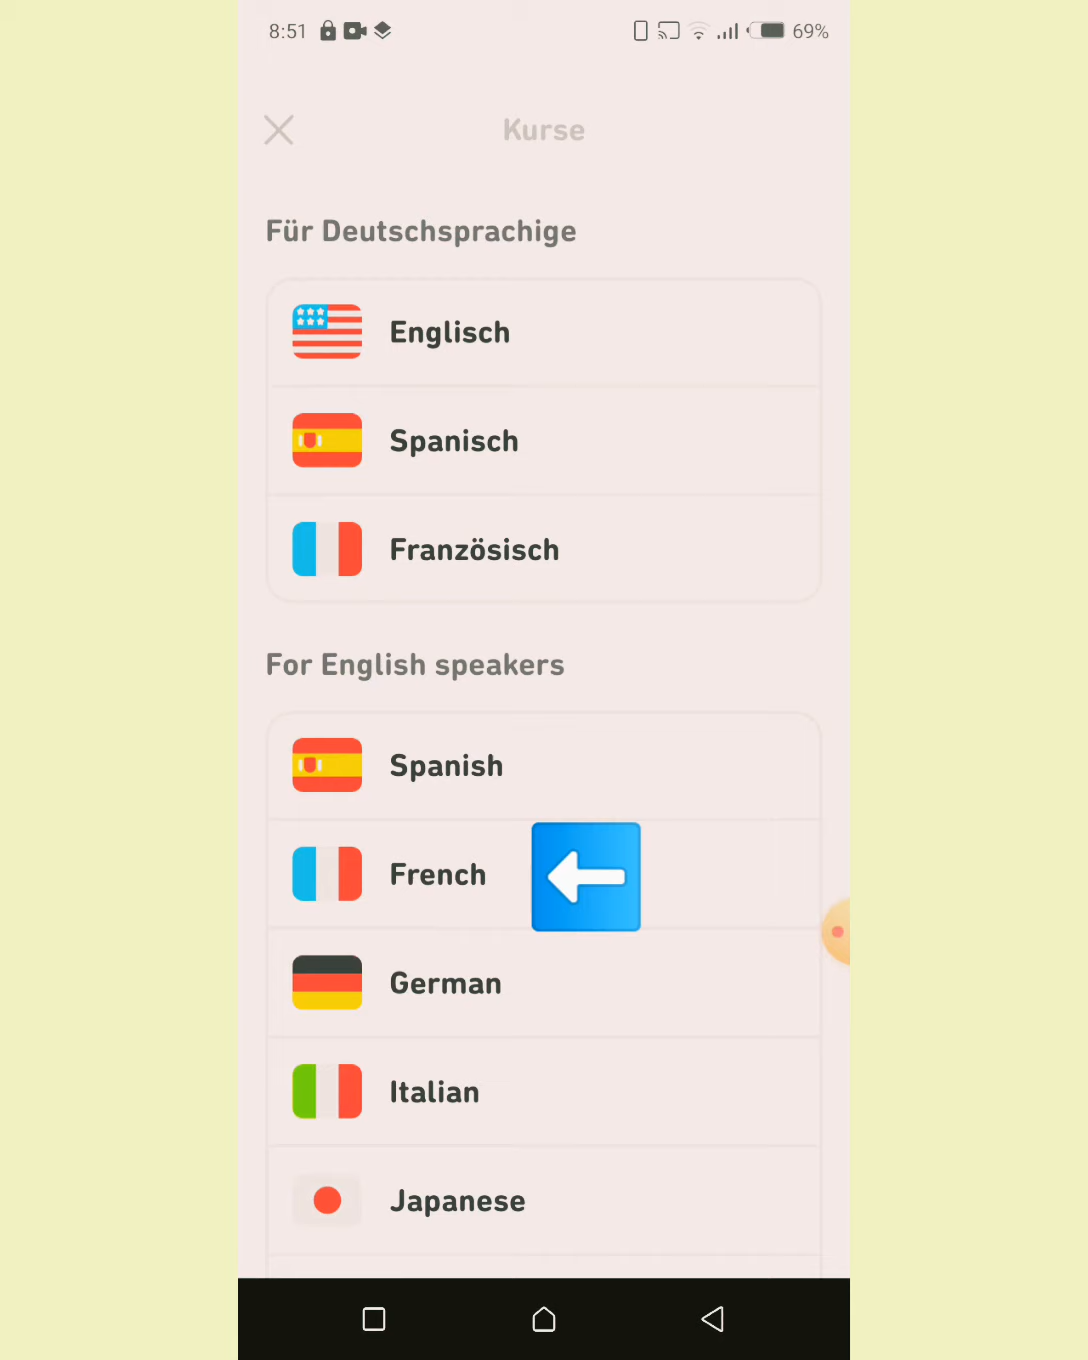 8:51
69%
Kurse
Für Deutschsprachige
Englisch
Spanisch
Französisch
For English speakers
Spanish
French
German
Italian
Japanese